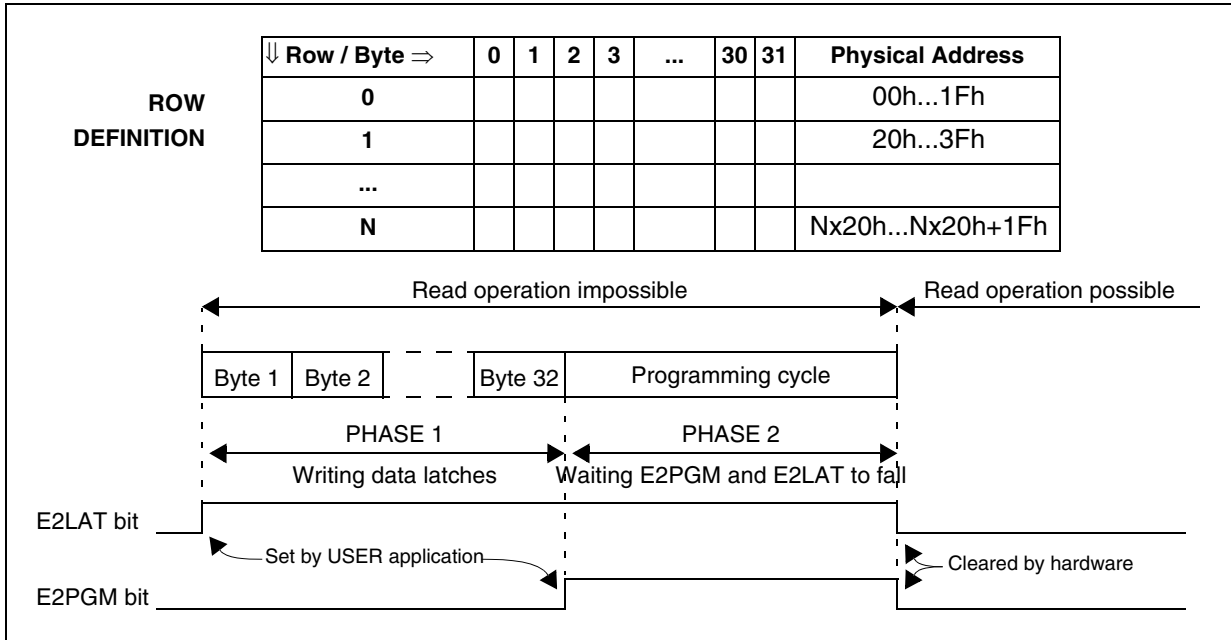 ⇓ Row / Byte ⇒ 0 1 2 3 ... 30 31 Physical Address
ROW DEFINITION
0 00h...1Fh
1 20h...3Fh
...
N Nx20h...Nx20h+1Fh
Read operation impossible Read operation possible
Byte 1 Byte 2 Byte 32 Programming cycle
PHASE 1 PHASE 2
Writing data latches Waiting E2PGM and E2LAT to fall
E2LAT bit
Set by USER application Cleared by hardware
E2PGM bit